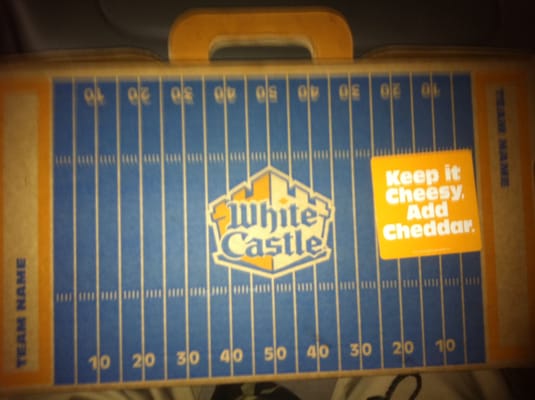 10 20 30 40 50 40 30 20 10
TEAM NAME
Keep it
Cheesy,
Add
Cheddar.
White
Castle
TEAM NAME
10 20 30 40 50 40 30 20 10